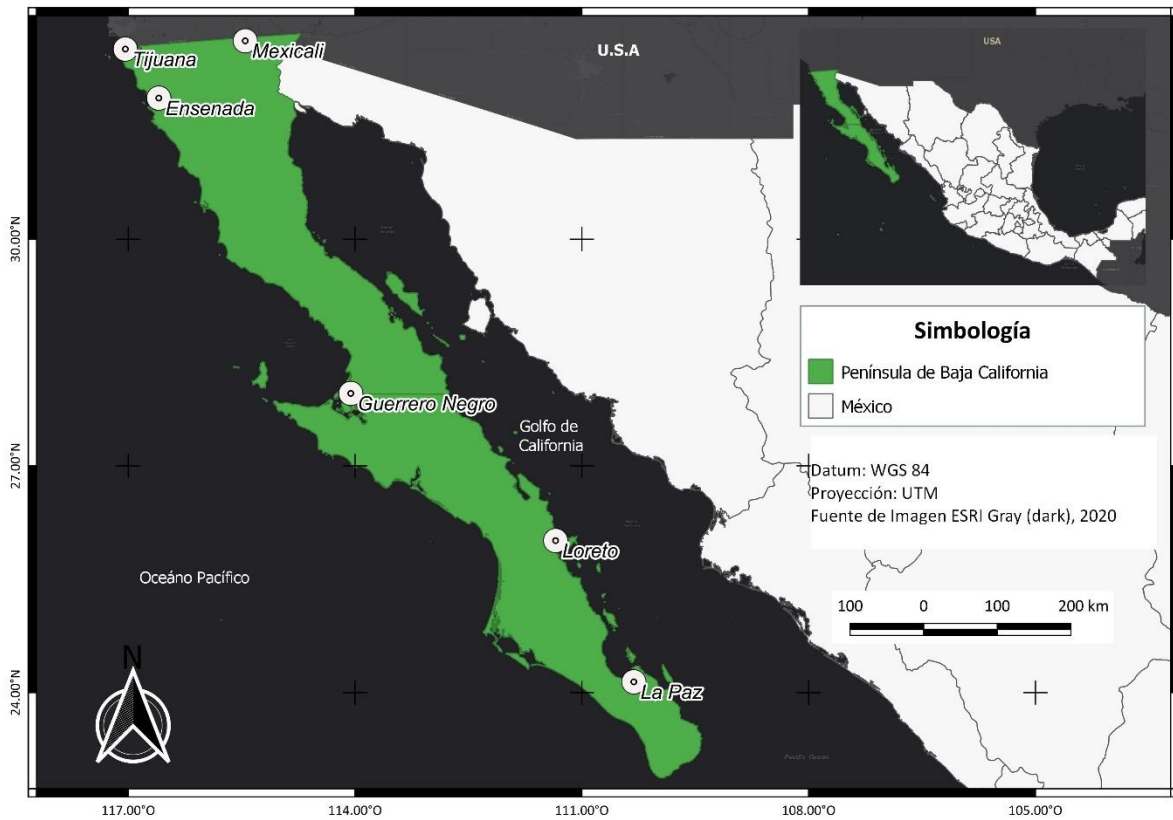 U.S.A
Tijuana
Mexicali
Ensenada
USA
Simbología
Península de Baja California
México
Datum: WGS 84
Proyección: UTM
Fuente de Imagen ESRI Gray (dark), 2020
Guerrero Negro
Golfo de
California
Loreto
Oceáno Pacífico
La Paz
Pacific Ocean
100 0 100 200 km
N
30.00°N
27.00°N
24.00°N
117.00°O 114.00°O 111.00°O 108.00°O 105.00°O